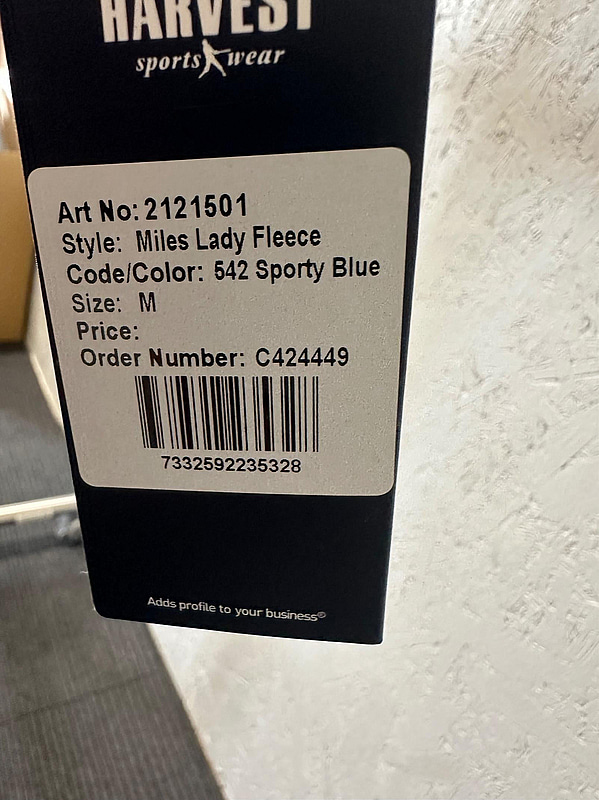 HARVEST
sports wear
Art No: 2121501
Style: Miles Lady Fleece
Code/Color: 542 Sporty Blue
Size: M
Price:
Order Number: C424449
7332592235328
Adds profile to your business®